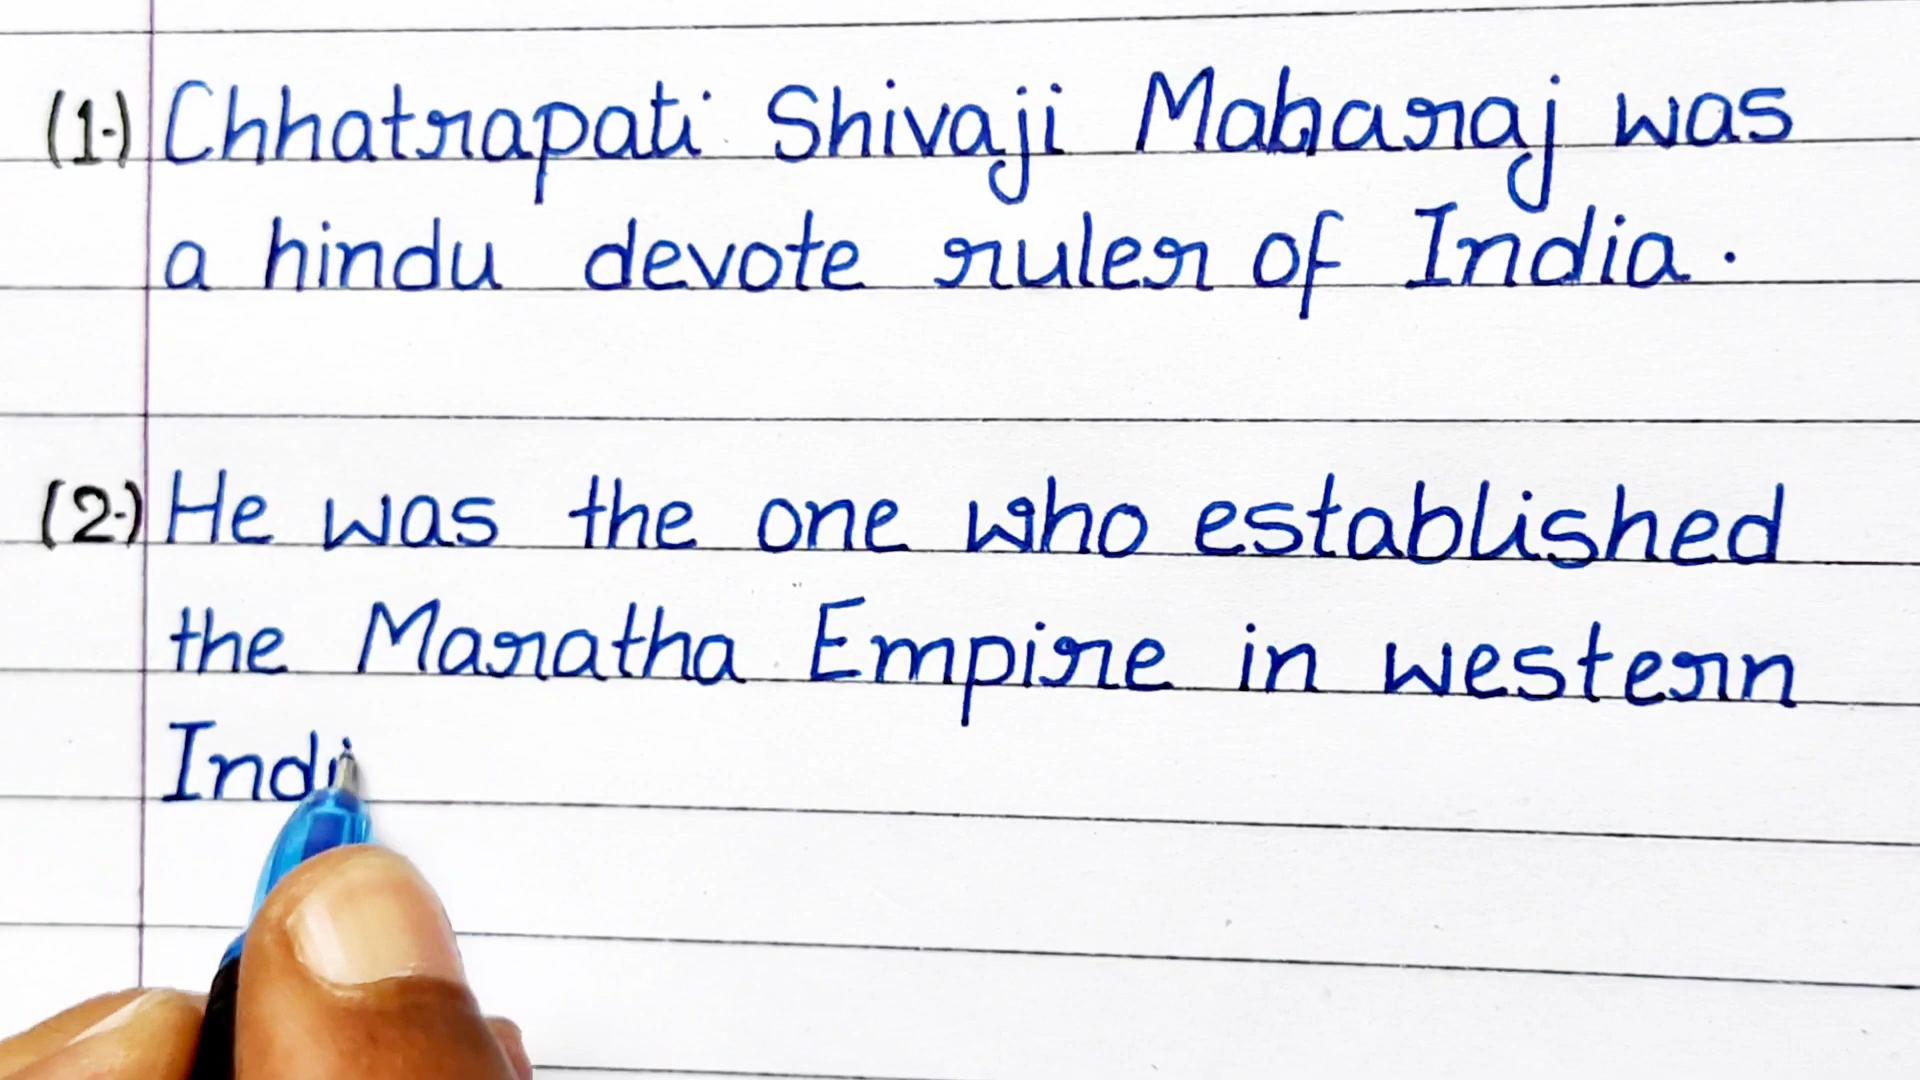 (1.) Chhatrapati Shivaji Maharaj was
a hindu devote ruler of India.
(2.) He was the one who established
the Maratha Empire in western
Indi